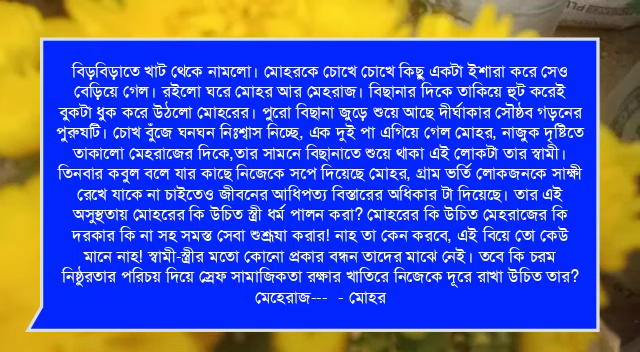 বিড়বিড়াতে খাট থেকে নামলো। মোহরকে চোখে চোখে কিছু একটা ইশারা করে সেও
বেড়িয়ে গেল। রইলো ঘরে মোহর আর মেহরাজ। বিছানার দিকে তাকিয়ে হুট করেই
বুকটা ধুক করে উঠলো মোহরের। পুরো বিছানা জুড়ে শুয়ে আছে দীর্ঘাকার সৌষ্ঠব গড়নের
পুরুষটি। চোখ বুঁজে ঘনঘন নিঃশ্বাস নিচ্ছে, এক দুই পা এগিয়ে গেল মোহর, নাজুক দৃষ্টিতে
তাকালো মেহরাজের দিকে,তার সামনে বিছানাতে শুয়ে থাকা এই লোকটা তার স্বামী।
তিনবার কবুল বলে যার কাছে নিজেকে সপে দিয়েছে মোহর, গ্রাম ভর্তি লোকজনকে সাক্ষী
রেখে যাকে না চাইতেও জীবনের আধিপত্য বিস্তারের অধিকার টা দিয়েছে। তার এই
অসুস্থতায় মোহরের কি উচিত স্ত্রী ধর্ম পালন করা? মোহরের কি উচিত মেহরাজের কি
দরকার কি না সহ সমস্ত সেবা শুশ্রূষা করার! নাহ তা কেন করবে, এই বিয়ে তো কেউ
মানে নাহ! স্বামী-স্ত্রীর মতো কোনো প্রকার বন্ধন তাদের মাঝে নেই। তবে কি চরম
নিষ্ঠুরতার পরিচয় দিয়ে স্রেফ সামাজিকতা রক্ষার খাতিরে নিজেকে দূরে রাখা উচিত তার?
মেহেরাজ--- - মোহর